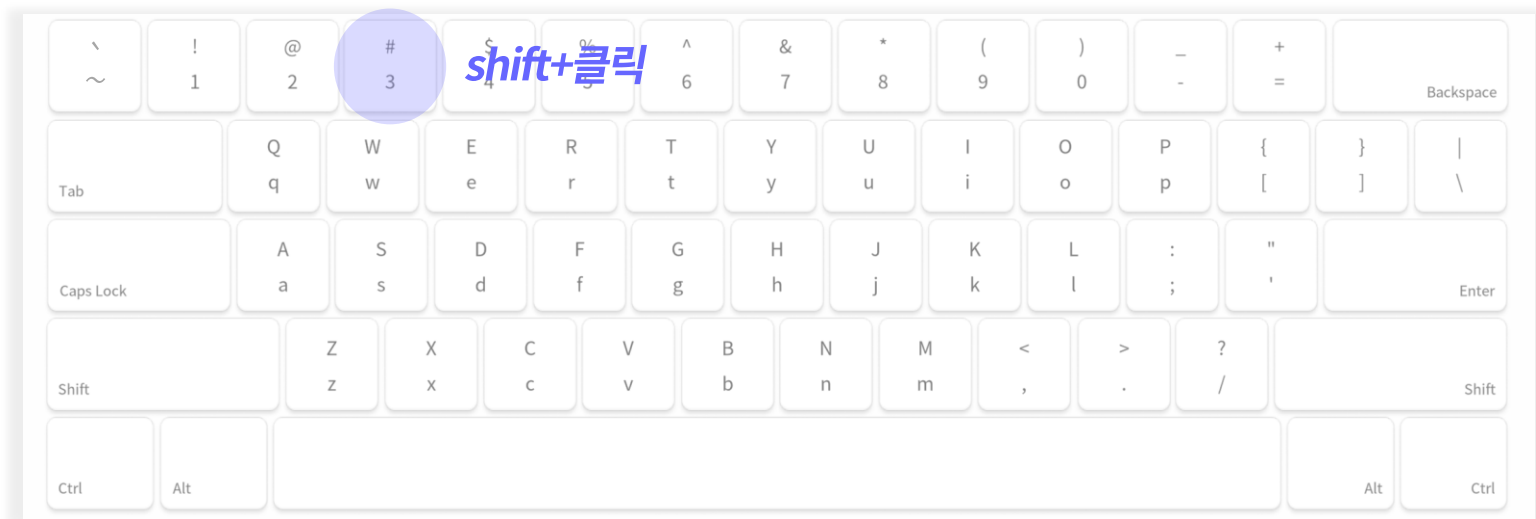 ` ! @ # $ % ^ & * ( ) _ +
~ 1 2 3 4 5 6 7 8 9 0 - = Backspace
shift+클릭
Q W E R T Y U I O P { } |
Tab q w e r t y u i o p [ ] \
A S D F G H J K L : "
Caps Lock a s d f g h j k l ; ' Enter
Z X C V B N M < > ?
Shift z x c v b n m , . / Shift
Ctrl Alt Alt Ctrl